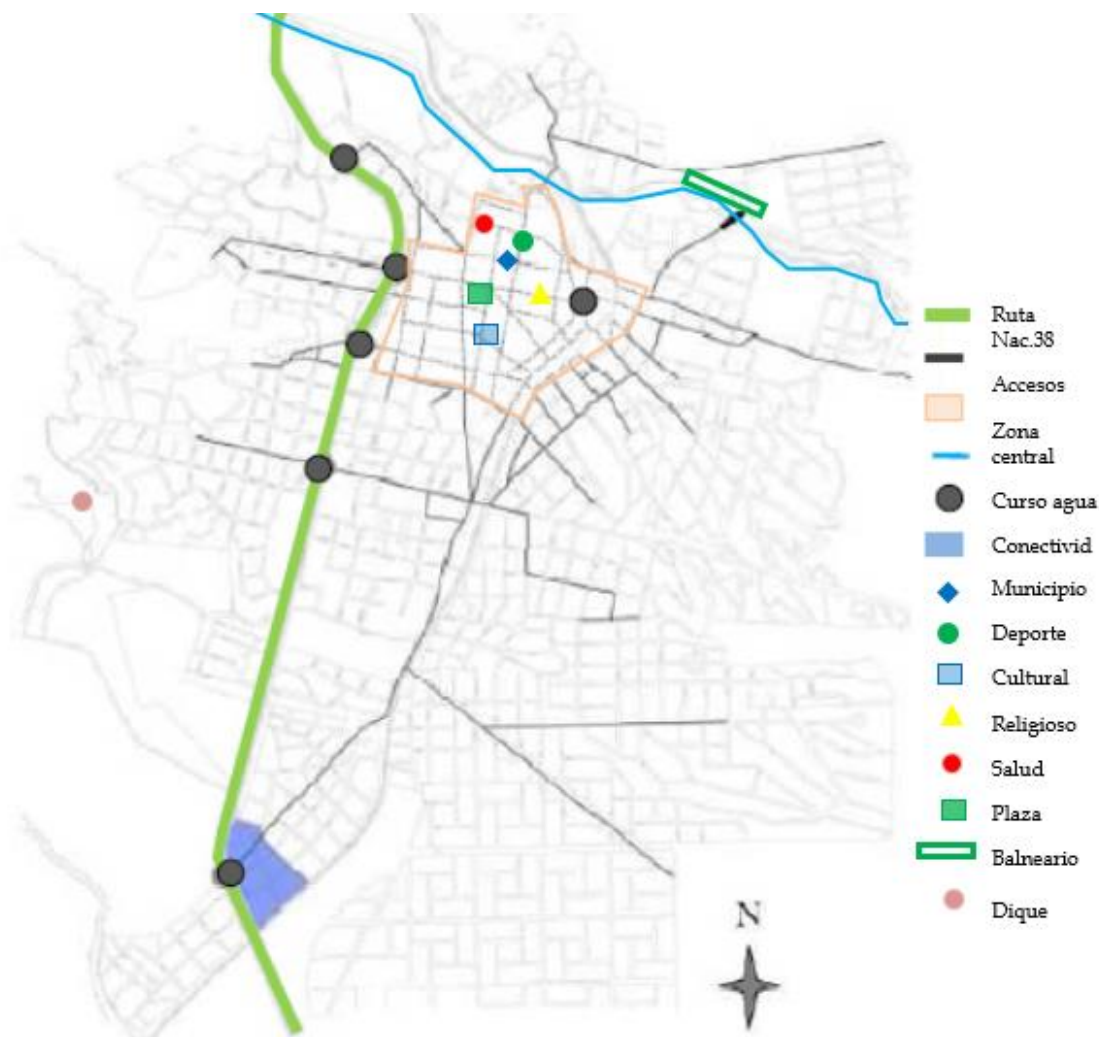 Ruta
Nac.38
Accesos
Zona
central
Curso agua
Conectivid
Municipio
Deporte
Cultural
Religioso
Salud
Plaza
Balneario
Dique
N